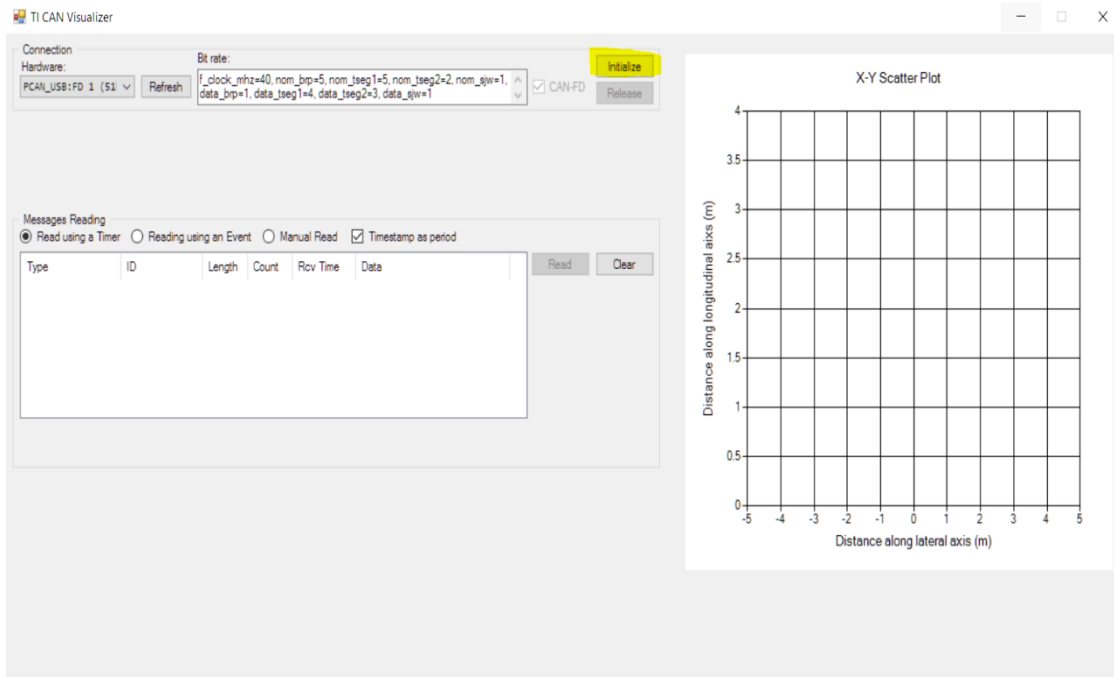 TI CAN Visualizer
Connection
Hardware:
Bit rate:
PCAN_USB:FD 1 (51
Refresh
f_clock_mhz=40, nom_brp=5, nom_tseg1=5, nom_tseg2=2, nom_sjw=1,
data_brp=1, data_tseg1=4, data_tseg2=3, data_sjw=1
CAN-FD
Initialize
Release
Messages Reading
Read using a Timer
Reading using an Event
Manual Read
Timestamp as period
Type ID Length Count Rcv Time Data
Read
Clear
X-Y Scatter Plot
Distance along longitudinal aixs (m)
4
3.5
3
2.5
2
1.5
1
0.5
0
-5 -4 -3 -2 -1 0 1 2 3 4 5
Distance along lateral axis (m)